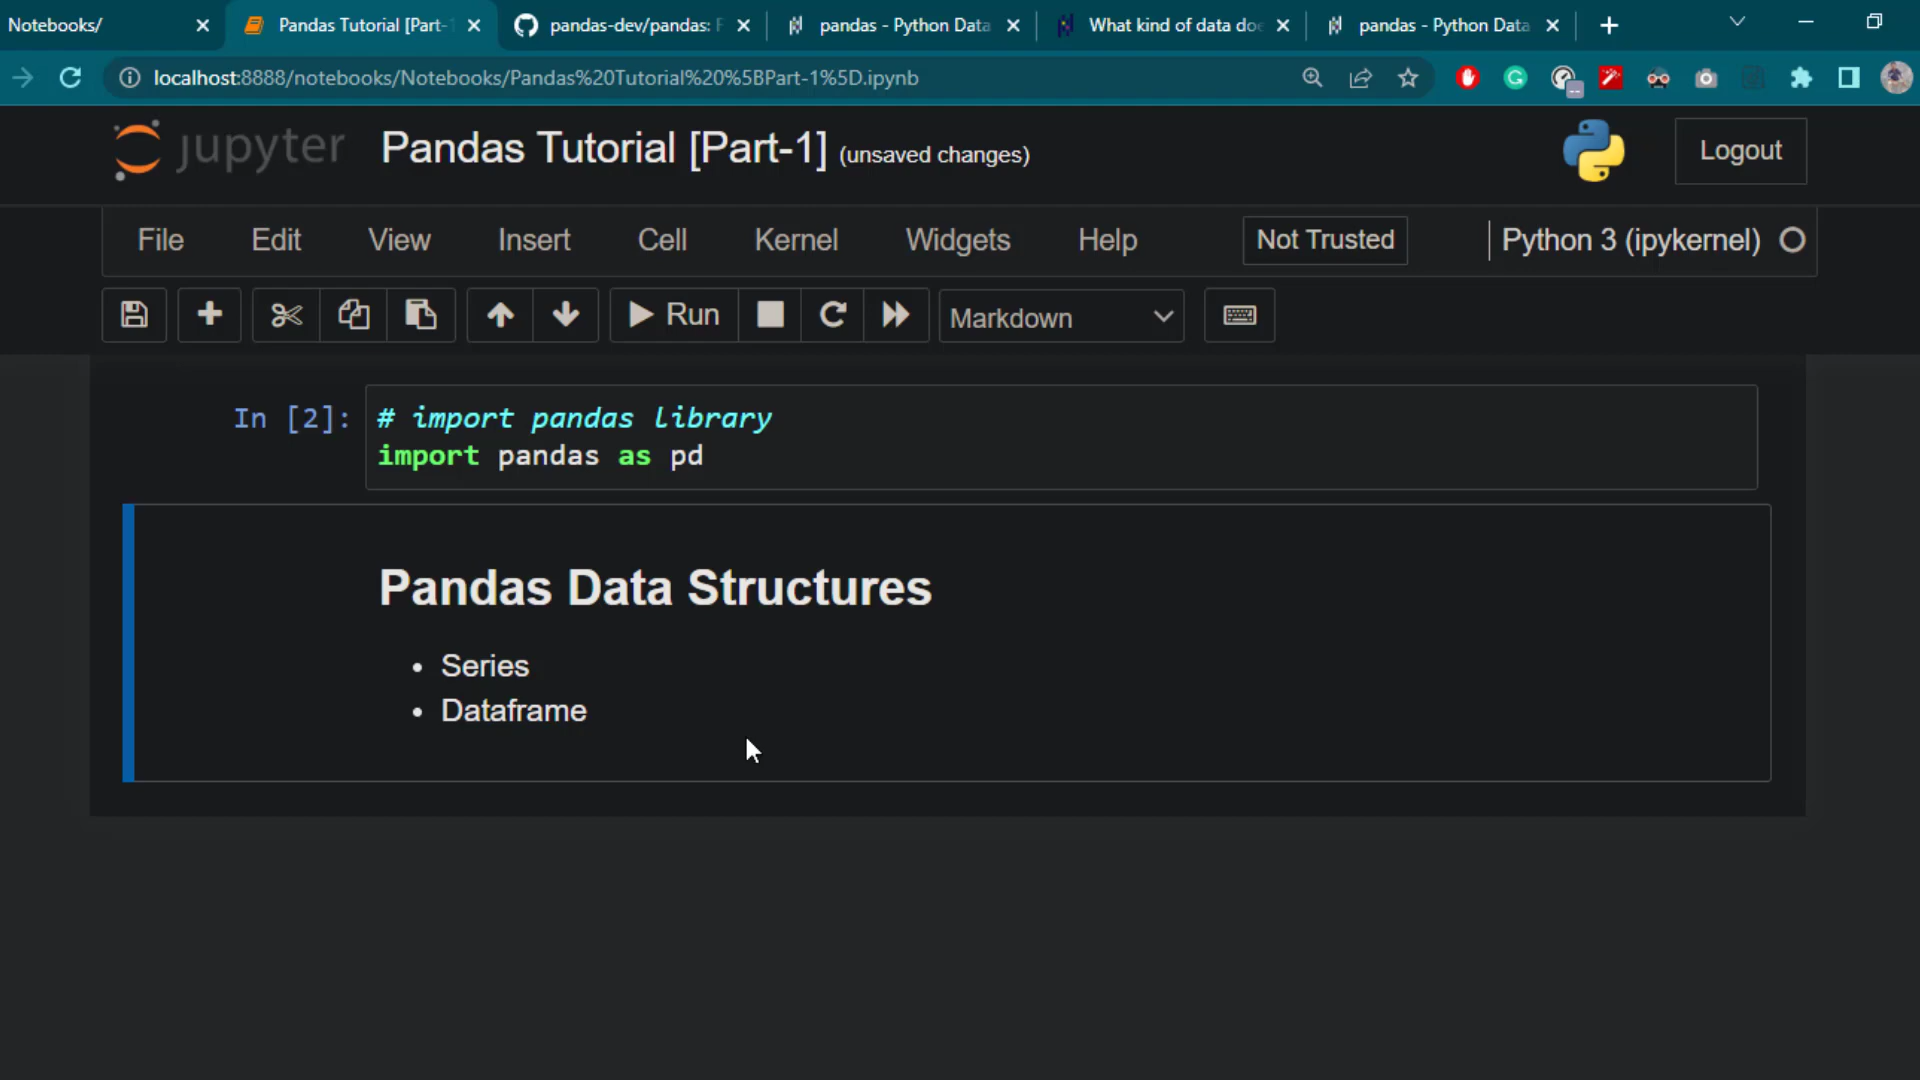 Notebooks/
Pandas Tutorial [Part-1
pandas-dev/pandas: F
pandas - Python Data
What kind of data doe
pandas - Python Data
localhost:8888/notebooks/Notebooks/Pandas%20Tutorial%20%5BPart-1%5D.ipynb
jupyter Pandas Tutorial [Part-1] (unsaved changes)
Logout
File Edit View Insert Cell Kernel Widgets Help
Not Trusted
Python 3 (ipykernel)
Run
Markdown
In [2]: # import pandas library
import pandas as pd
Pandas Data Structures
• Series
• Dataframe